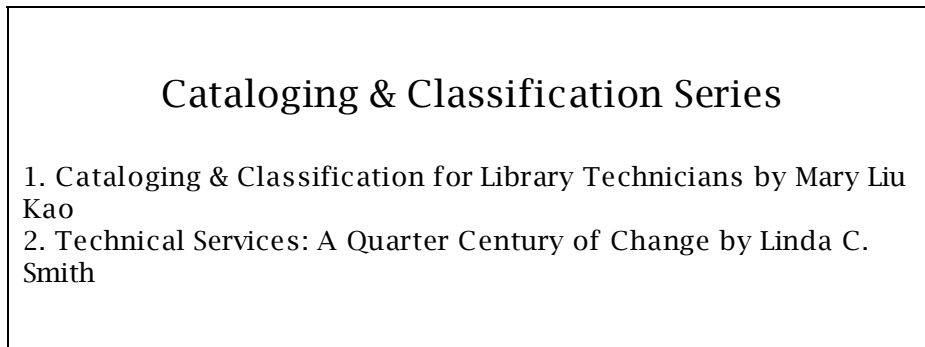 Cataloging & Classification Series
1. Cataloging & Classification for Library Technicians by Mary Liu
Kao
2. Technical Services: A Quarter Century of Change by Linda C.
Smith